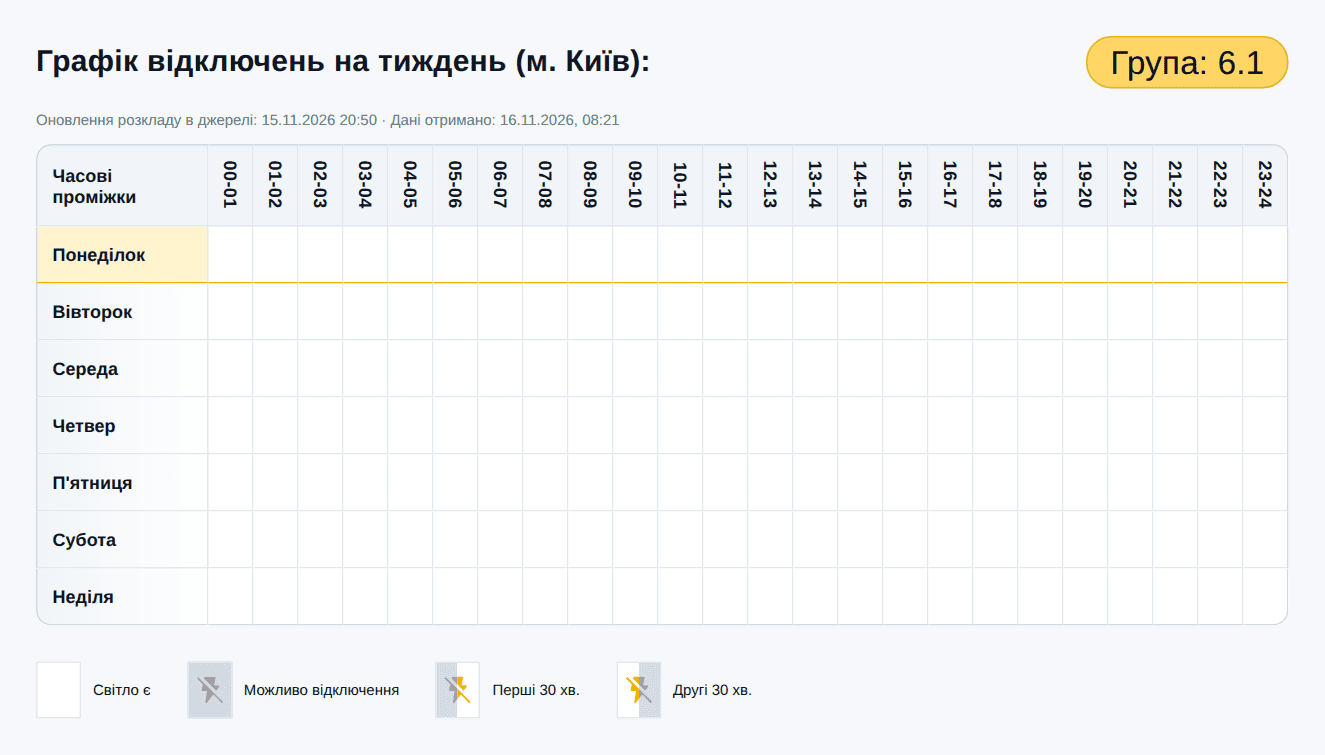 Графік відключень на тиждень (м. Київ):
Група: 6.1
Оновлення розкладу в джерелі: 15.11.2026 20:50 · Дані отримано: 16.11.2026, 08:21
Часові
проміжки
00-01
01-02
02-03
03-04
04-05
05-06
06-07
07-08
08-09
09-10
10-11
11-12
12-13
13-14
14-15
15-16
16-17
17-18
18-19
19-20
20-21
21-22
22-23
23-24
Понеділок
Вівторок
Середа
Четвер
П'ятниця
Субота
Неділя
Світло є
Можливо відключення
Перші 30 хв.
Другі 30 хв.